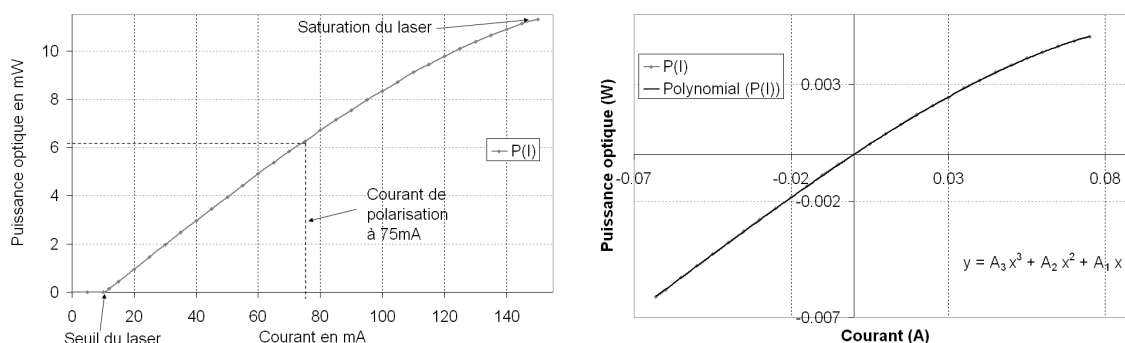 Puissance optique en mW
10
8
6
4
2
0
0 20 40 60 80 100 120 140
Courant en mA
Saturation du laser
P(I)
Courant de
polarisation
à 75mA
Seuil du laser
Puissance optique (W)
P(I)
Polynomial (P(I))
0.003
-0.07 -0.02 0.03 0.08
-0.002
-0.007
y = A₃ x³ + A₂ x² + A₁ x
Courant (A)